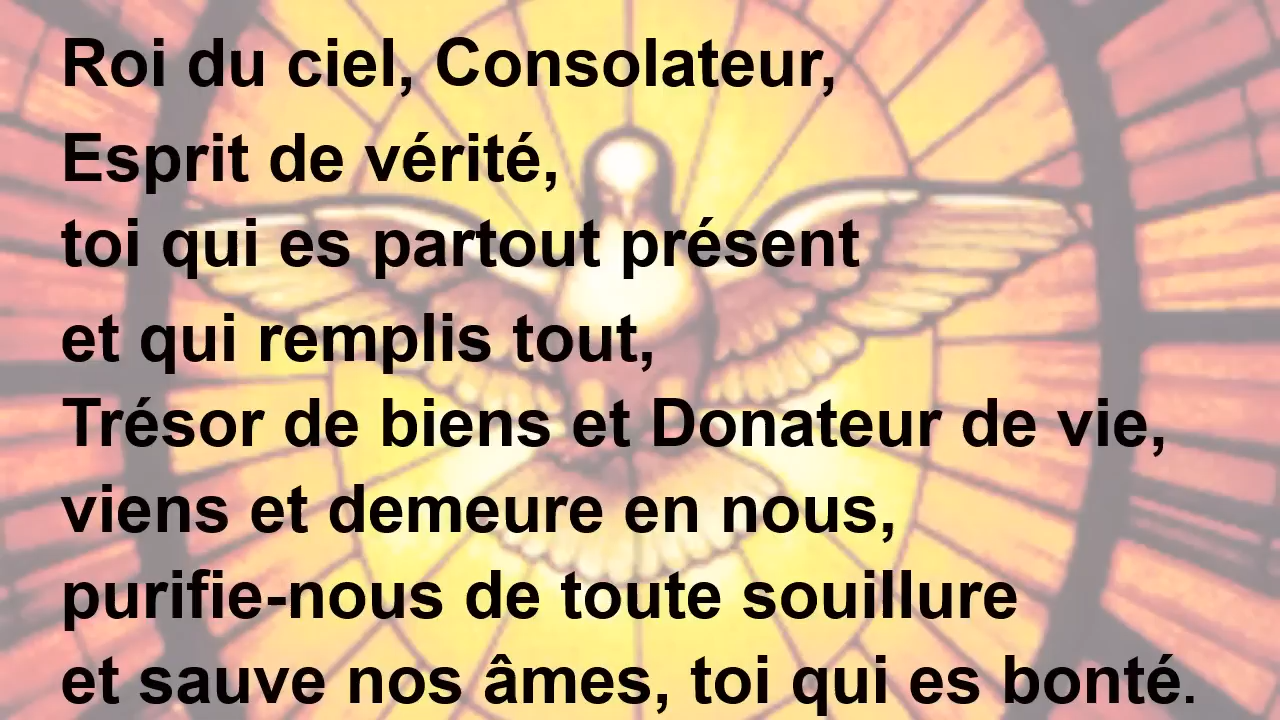 Roi du ciel, Consolateur,
Esprit de vérité,
toi qui es partout présent
et qui remplis tout,
Trésor de biens et Donateur de vie,
viens et demeure en nous,
purifie-nous de toute souillure
et sauve nos âmes, toi qui es bonté.